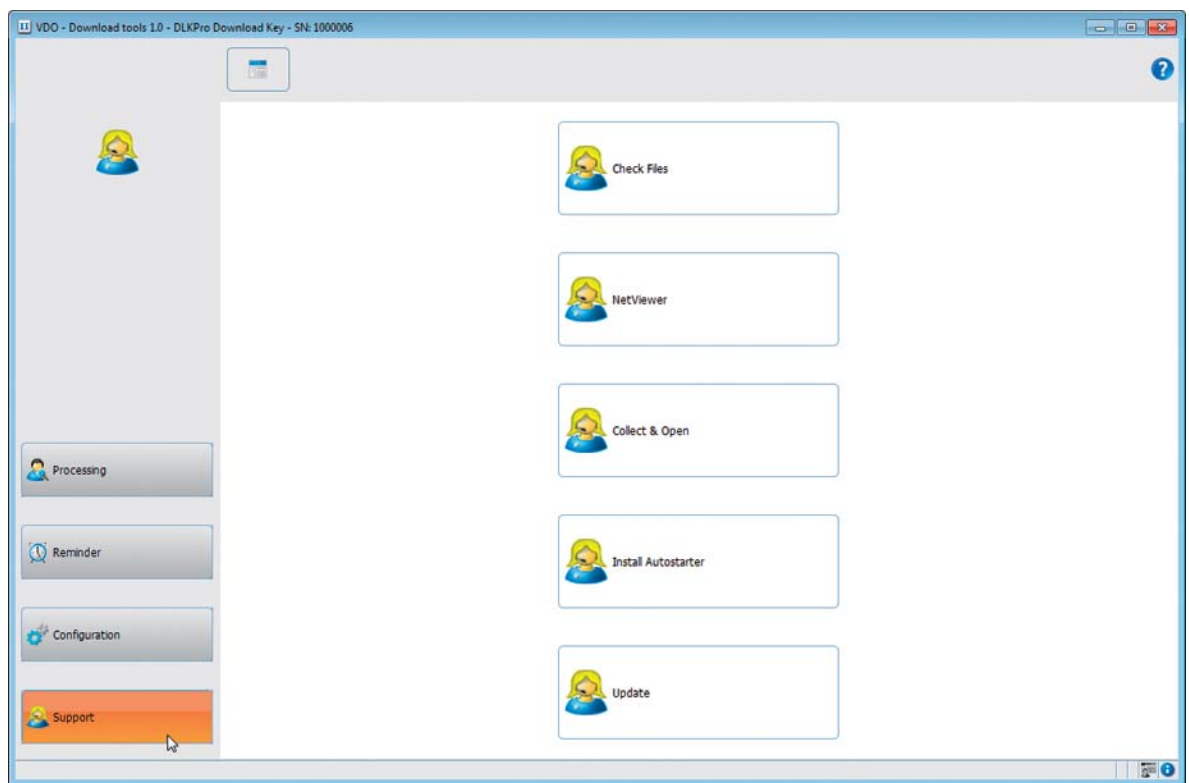 VDO - Download tools 1.0 - DLKPro Download Key - SN: 1000006
Check Files
NetViewer
Collect & Open
Processing
Install Autostarter
Reminder
Configuration
Update
Support